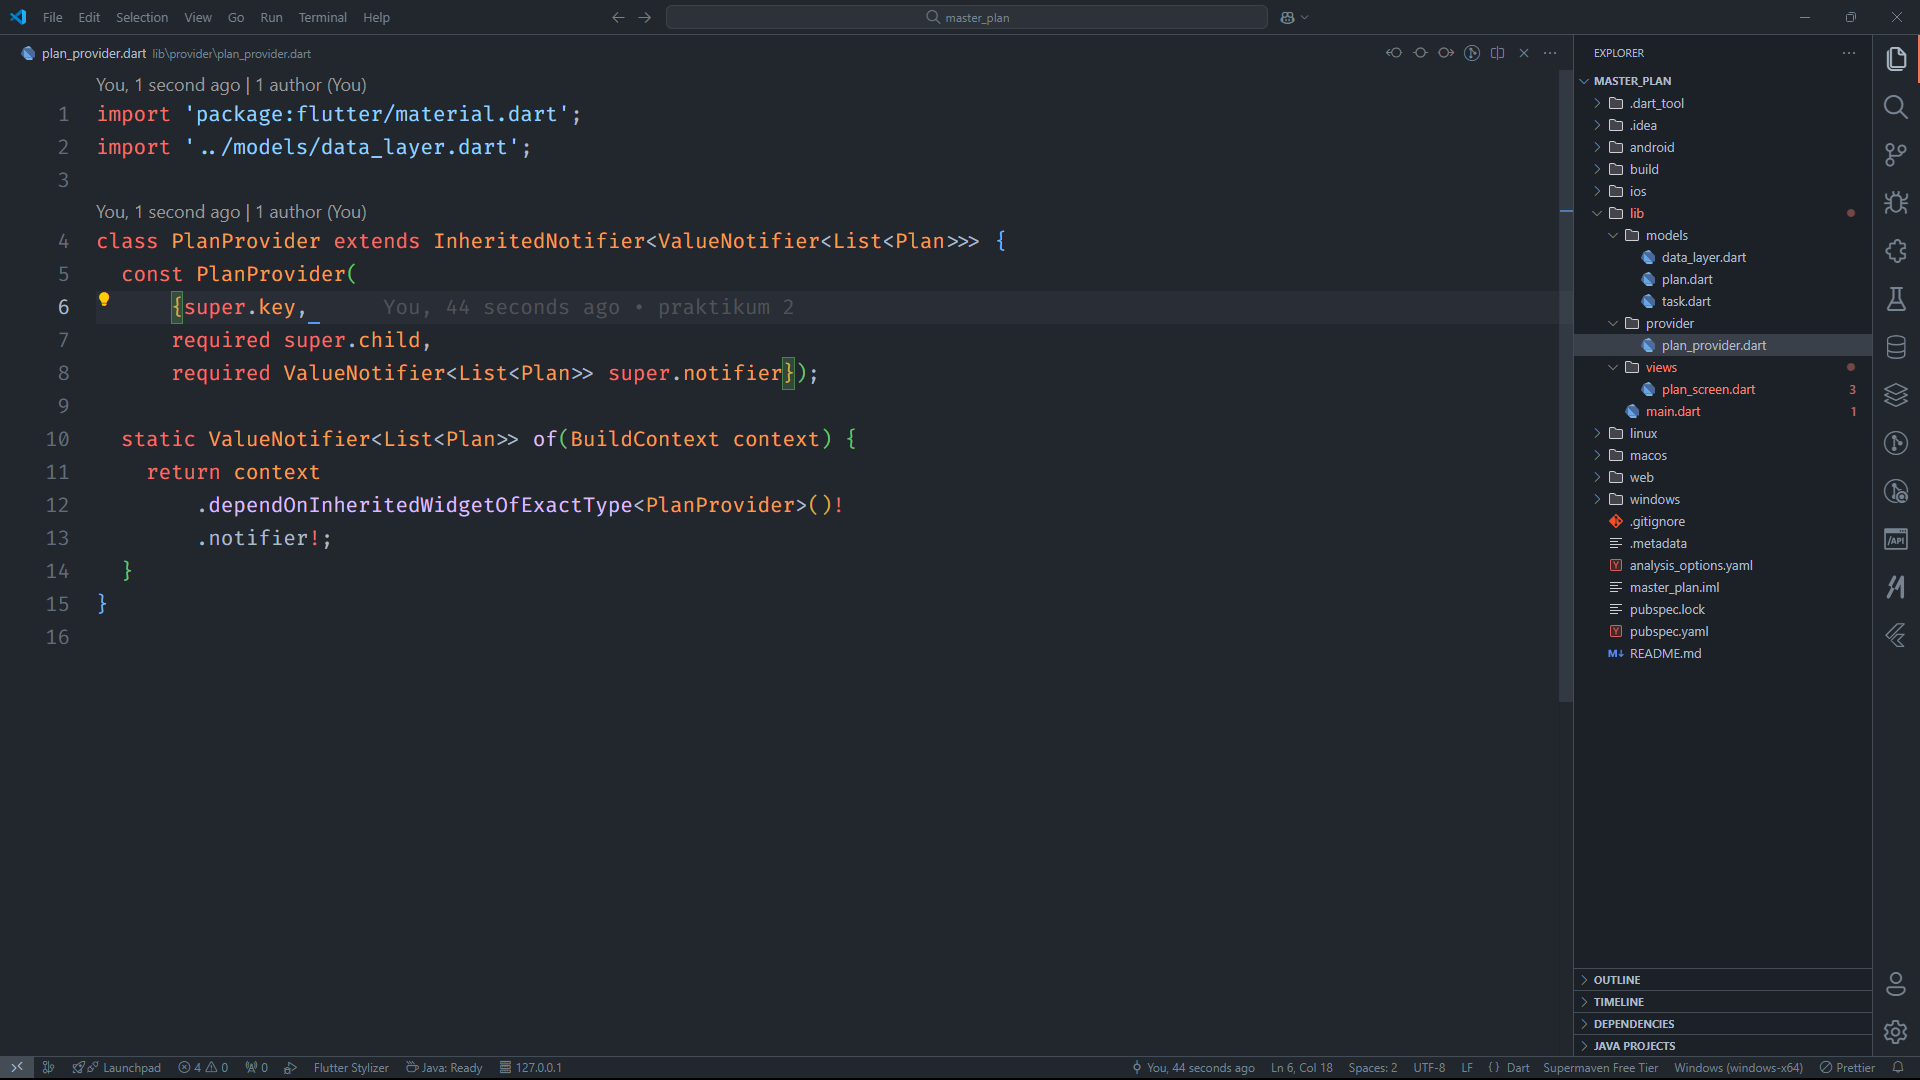 File Edit Selection View Go Run Terminal Help
master_plan
plan_provider.dart lib\provider\plan_provider.dart
You, 1 second ago | 1 author (You)
1 import 'package:flutter/material.dart';
2 import '../models/data_layer.dart';
3
You, 1 second ago | 1 author (You)
4 class PlanProvider extends InheritedNotifier<ValueNotifier<List<Plan>>> {
5 const PlanProvider(
6 {super.key, You, 44 seconds ago • praktikum 2
7 required super.child,
8 required ValueNotifier<List<Plan>> super.notifier});
9
10 static ValueNotifier<List<Plan>> of(BuildContext context) {
11 return context
12 .dependOnInheritedWidgetOfExactType<PlanProvider>()!
13 .notifier!;
14 }
15 }
16
EXPLORER
MASTER_PLAN
.dart_tool
.idea
android
build
ios
lib
models
data_layer.dart
plan.dart
task.dart
provider
plan_provider.dart
views
plan_screen.dart 3
main.dart 1
linux
macos
web
windows
.gitignore
.metadata
analysis_options.yaml
master_plan.iml
pubspec.lock
pubspec.yaml
README.md
OUTLINE
TIMELINE
DEPENDENCIES
JAVA PROJECTS
Launchpad 4 0 0 Flutter Stylizer Java: Ready 127.0.0.1 You, 44 seconds ago Ln 6, Col 18 Spaces: 2 UTF-8 LF {} Dart Supermaven Free Tier Windows (windows-x64) Prettier